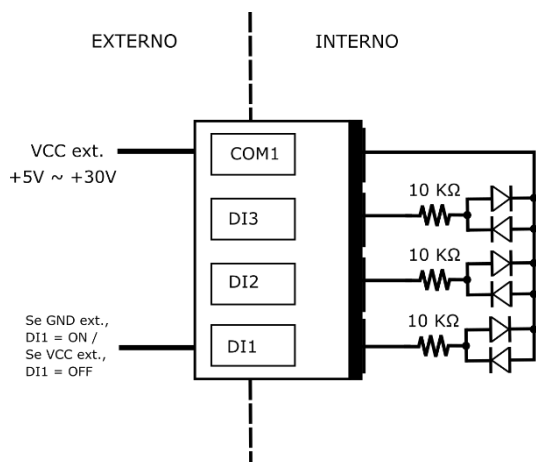 EXTERNO
INTERNO
VCC ext.
+5V ~ +30V
COM1
DI3
DI2
DI1
10 KΩ
10 KΩ
10 KΩ
Se GND ext.,
DI1 = ON /
Se VCC ext.,
DI1 = OFF